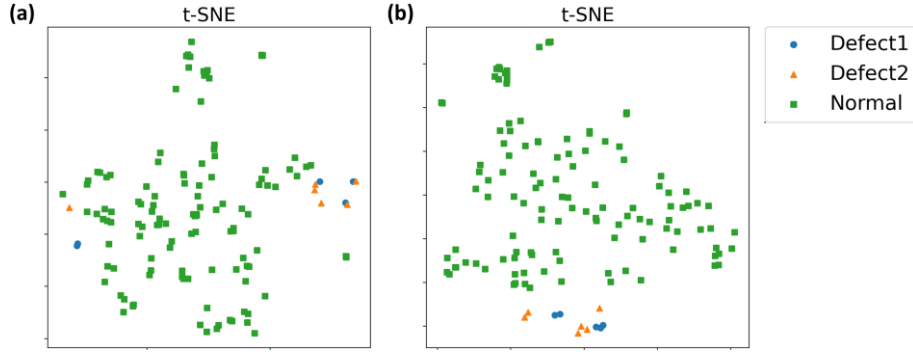 (a)
t-SNE
(b)
t-SNE
Defect1
Defect2
Normal